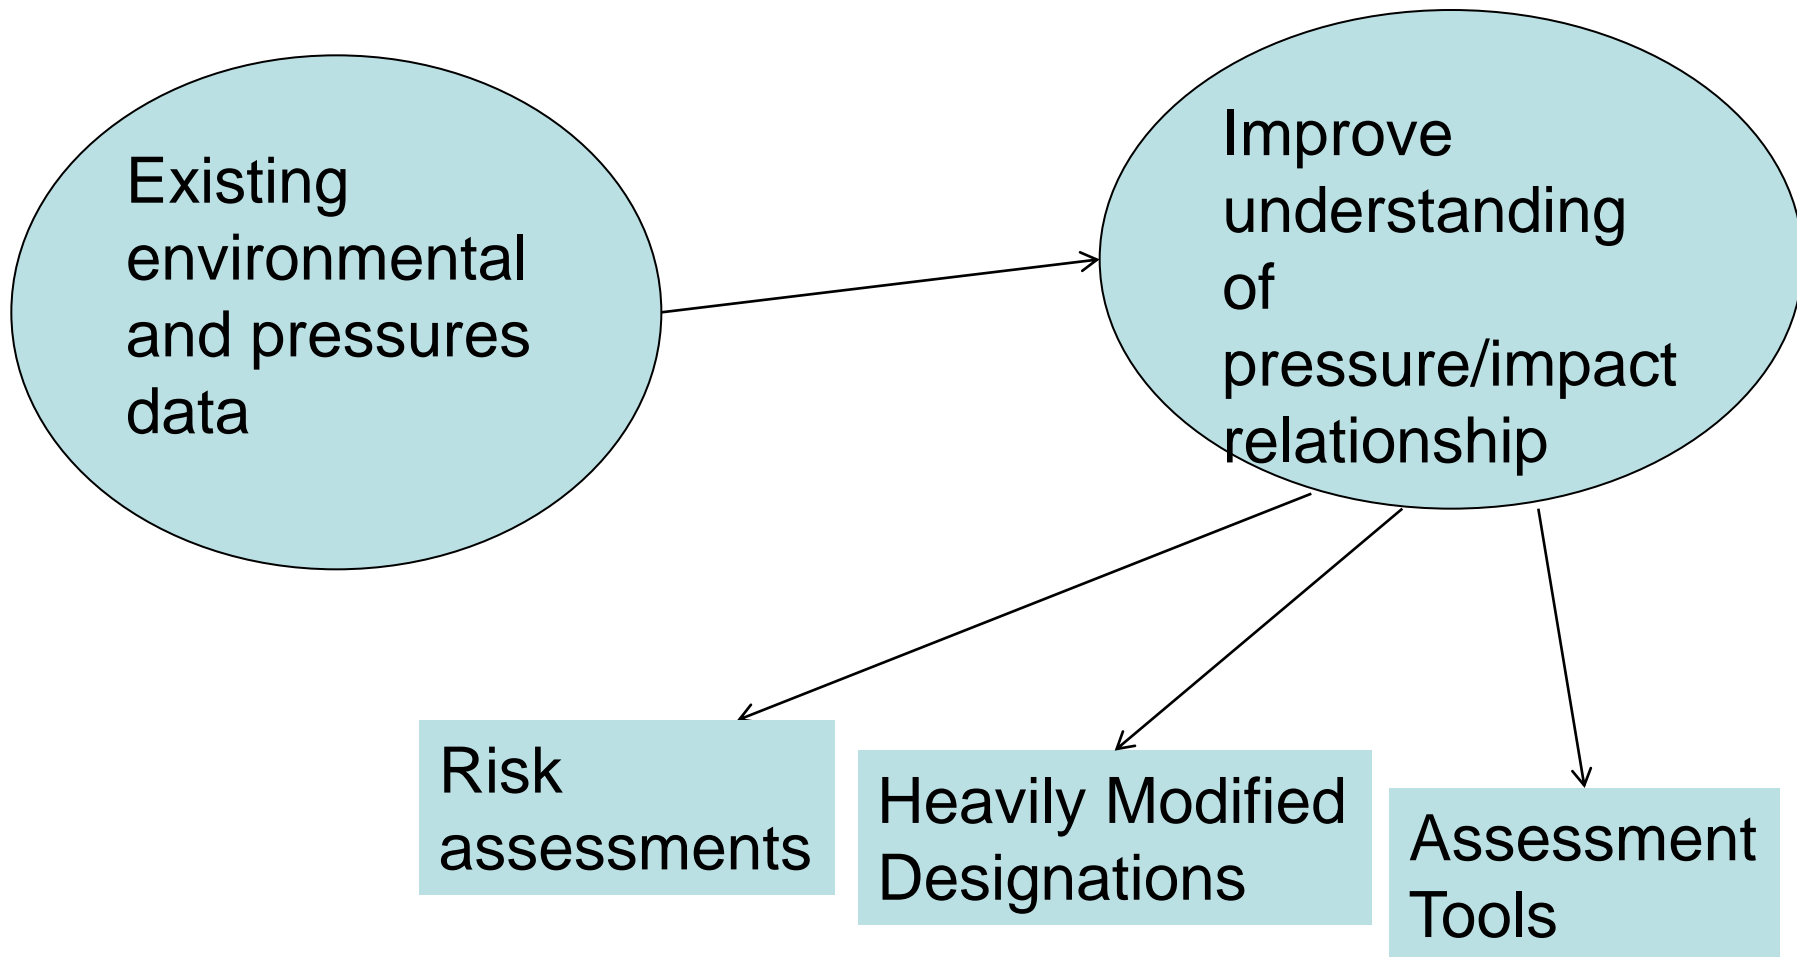 Existing
environmental
and pressures
data
Improve
understanding
of
pressure/impact
relationship
Risk
assessments
Heavily Modified
Designations
Assessment
Tools